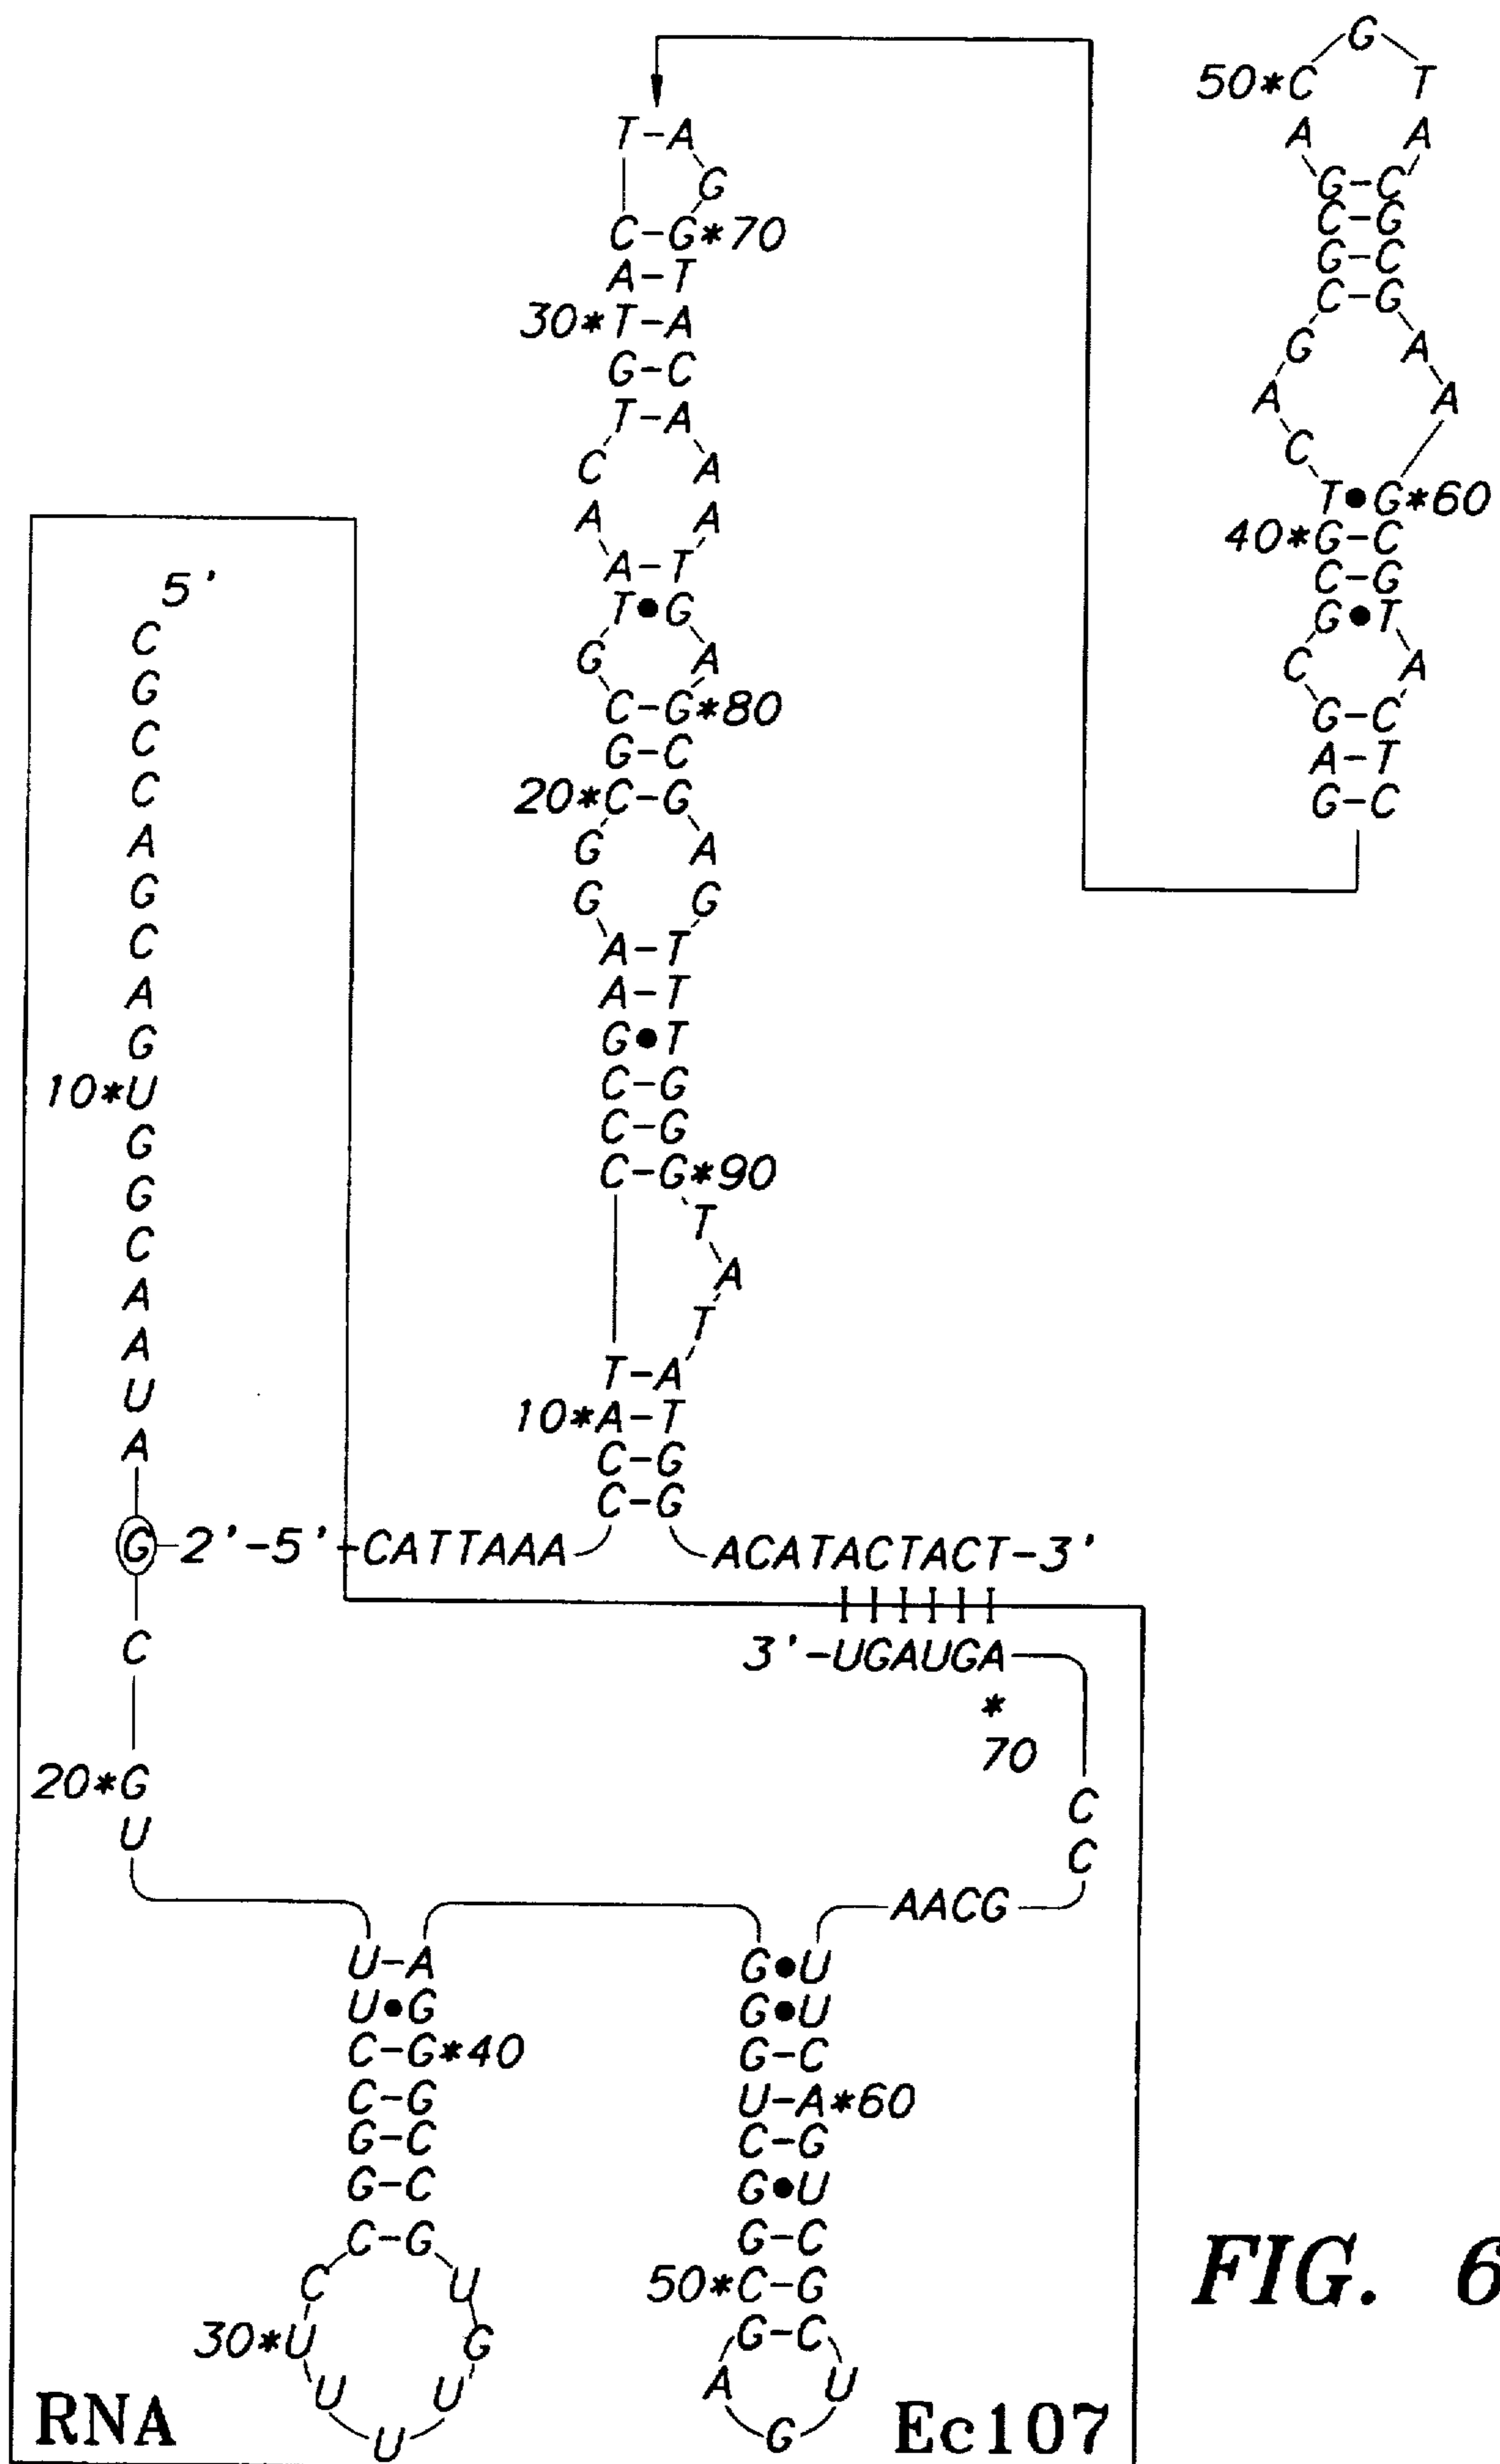 G
50*C T
A A
T-A
G-C
G
C-G
C-G*70
G-C
A-T
C-G
30*T-A
G A
G-C
A A
T-A
C
C A
T●G*60
A A
40*G-C
A-T
C-G
5'
T●G
G●T
C
G A
C A
G
C-G*80
G-C
C
G-C
A-T
C
20*C-G
G-C
A
G A
G
G G
C
A-T
A
A-T
G
G●T
10*U
C-G
G
C-G
G
C-G*90
C
T
A
A
A
T
U
T-A
A
10*A-T
C-G
C-G
G-2'-5'-CATTAAA ACATACTACT-3'
C
3'-UGAUGA
*
70
20*G
C
U
C
AACG
U-A G●U
U●G G●U
C-G*40 G-C
C-G U-A*60
G-C C-G
G-C G●U
C-G G-C
C U 50*C-G
30*U G G-C
U U A U
U G
RNA Ec107
FIG. 6